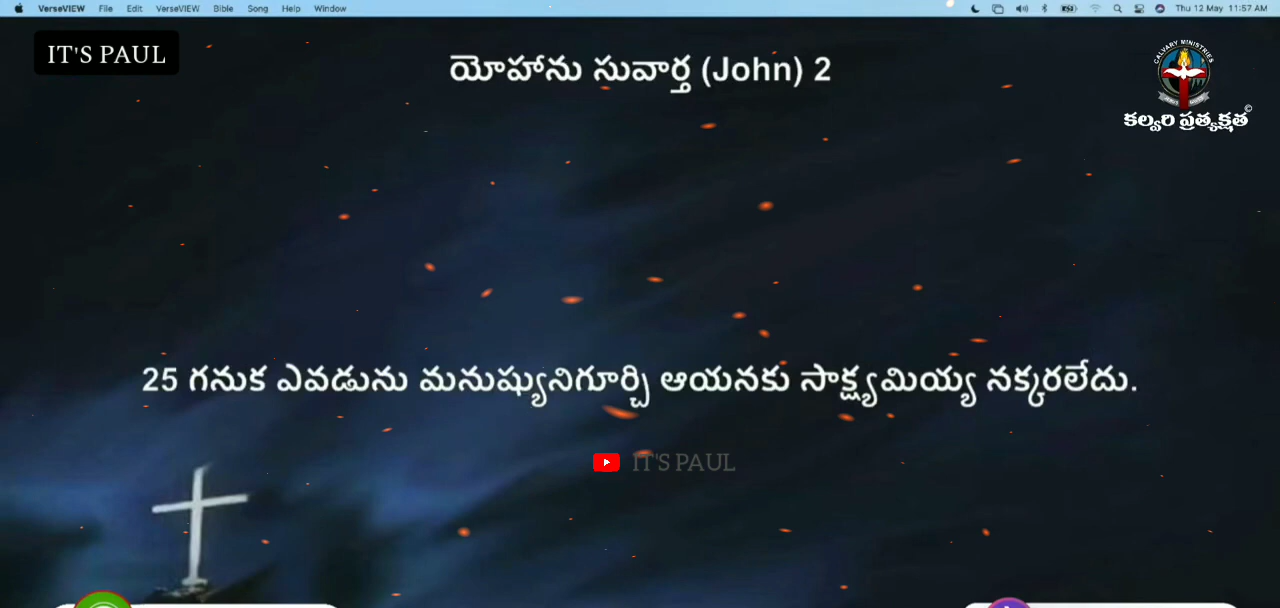 VerseVIEW File Edit VerseVIEW Bible Song Help Window
Thu 12 May 11:57 AM
IT'S PAUL
యోహాను సువార్త (John) 2
CALVARY MINISTRIES
కల్వరి ప్రత్యక్షత©
25 గనుక ఎవడును మనుష్యునిగూర్చి ఆయనకు సాక్ష్యమియ్య నక్కరలేదు.
IT'S PAUL